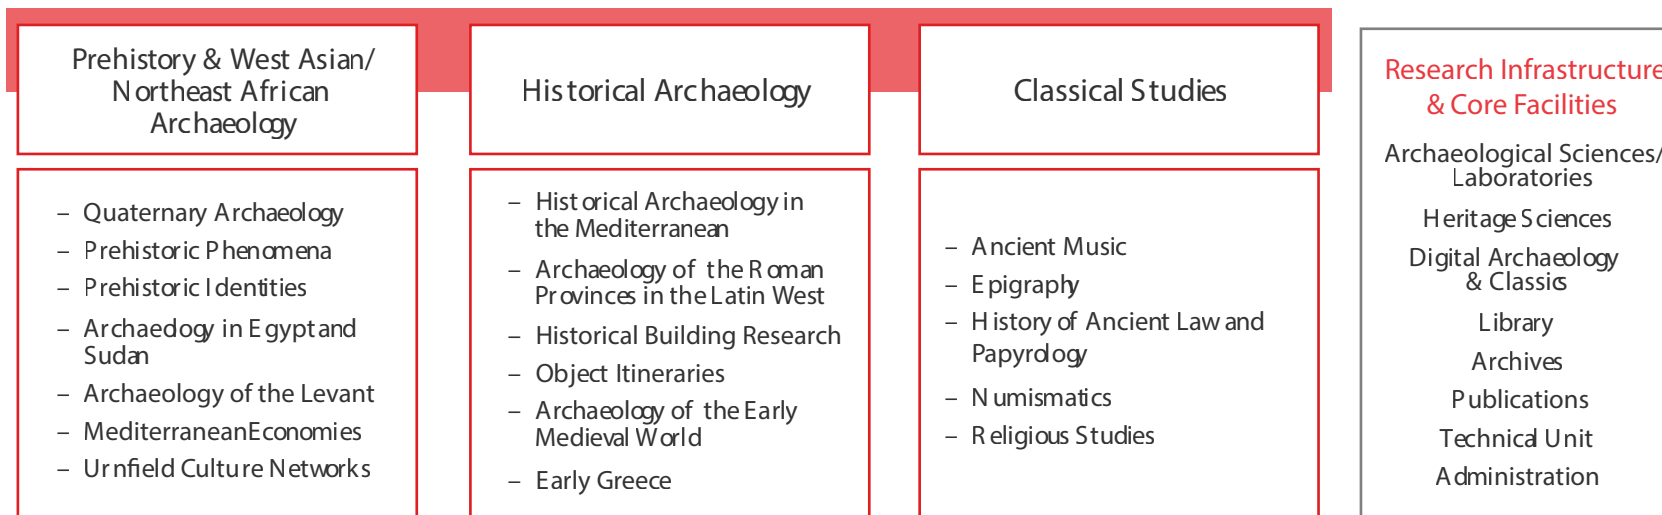 Prehistory & West Asian/
Northeast African
Archaeology
Historical Archaeology
Classical Studies
Research Infrastructure
& Core Facilities
– Quaternary Archaeology
– Prehistoric Phenomena
– Prehistoric Identities
– Archaeology in Egypt and
Sudan
– Archaeology of the Levant
– Mediterranean Economies
– Urnfield Culture Networks
– Historical Archaeology in
the Mediterranean
– Archaeology of the Roman
Provinces in the Latin West
– Historical Building Research
– Object Itineraries
– Archaeology of the Early
Medieval World
– Early Greece
– Ancient Music
– Epigraphy
– History of Ancient Law and
Papyrology
– Numismatics
– Religious Studies
Archaeological Sciences/
Laboratories
Heritage Sciences
Digital Archaeology
& Classics
Library
Archives
Publications
Technical Unit
Administration